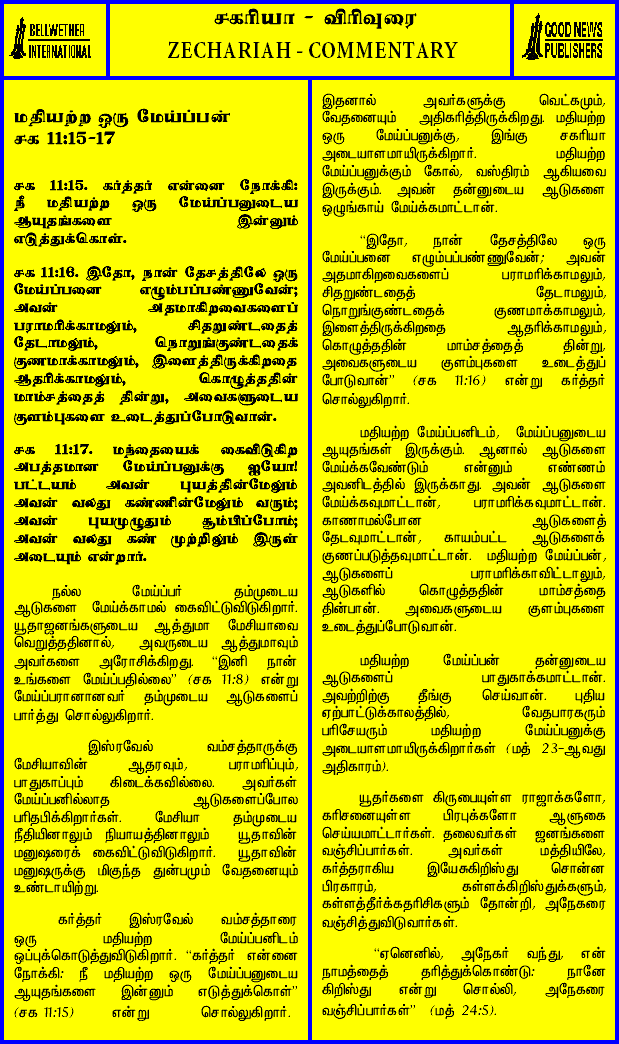 BELLWETHER
INTERNATIONAL
சகரியா - விரிவுரை
ZECHARIAH - COMMENTARY
GOOD NEWS
PUBLISHERS
மதியற்ற ஒரு மேய்ப்பன்
சக 11:15-17
சக 11:15. கர்த்தர் என்னை நோக்கி:
நீ மதியற்ற ஒரு மேய்ப்பனுடைய
ஆயுதங்களை இன்னும்
எடுத்துக்கொள்.
சக 11:16. இதோ, நான் தேசத்திலே ஒரு
மேய்ப்பனை எழும்பப்பண்ணுவேன்;
அவன் அதமாகிறவைகளைப்
பராமரிக்காமலும், சிதறுண்டதைத்
தேடாமலும், நொறுங்குண்டதைக்
குணமாக்காமலும், இளைத்திருக்கிறதை
ஆதரிக்காமலும், கொழுத்ததின்
மாம்சத்தைத் தின்று, அவைகளுடைய
குளம்புகளை உடைத்துப்போடுவான்.
சக 11:17. மந்தையைக் கைவிடுகிற
அபத்தமான மேய்ப்பனுக்கு ஐயோ!
பட்டயம் அவன் புயத்தின்மேலும்
அவன் வலது கண்ணின்மேலும் வரும்;
அவன் புயமுழுதும் சூம்பிப்போம்;
அவன் வலது கண் முற்றிலும் இருள்
அடையும் என்றார்.
நல்ல மேய்ப்பர் தம்முடைய
ஆடுகளை மேய்க்காமல் கைவிட்டுவிடுகிறார்.
யூதாஜனங்களுடைய ஆத்துமா மேசியாவை
வெறுத்ததினால், அவருடைய ஆத்துமாவும்
அவர்களை அரோசிக்கிறது. “இனி நான்
உங்களை மேய்ப்பதில்லை” (சக 11:8) என்று
மேய்ப்பரானானவர் தம்முடைய ஆடுகளைப்
பார்த்து சொல்லுகிறார்.
இஸ்ரவேல் வம்சத்தாருக்கு
மேசியாவின் ஆதரவும், பராமரிப்பும்,
பாதுகாப்பும் கிடைக்கவில்லை. அவர்கள்
மேய்ப்பனில்லாத ஆடுகளைப்போல
பரிதபிக்கிறார்கள். மேசியா தம்முடைய
நீதியினாலும் நியாயத்தினாலும் யூதாவின்
மனுஷரைக் கைவிட்டுவிடுகிறார். யூதாவின்
மனுஷருக்கு மிகுந்த துன்பமும் வேதனையும்
உண்டாயிற்று.
கர்த்தர் இஸ்ரவேல் வம்சத்தாரை
ஒரு மதியற்ற மேய்ப்பனிடம்
ஒப்புக்கொடுத்துவிடுகிறார். “கர்த்தர் என்னை
நோக்கி: நீ மதியற்ற ஒரு மேய்ப்பனுடைய
ஆயுதங்களை இன்னும் எடுத்துக்கொள்”
(சக 11:15) என்று சொல்லுகிறார்.
இதனால் அவர்களுக்கு வெட்கமும்,
வேதனையும் அதிகரித்திருக்கிறது. மதியற்ற
ஒரு மேய்ப்பனுக்கு, இங்கு சகரியா
அடையாளமாயிருக்கிறார். மதியற்ற
மேய்ப்பனுக்கும் கோல், வஸ்திரம் ஆகியவை
இருக்கும். அவன் தன்னுடைய ஆடுகளை
ஒழுங்காய் மேய்க்கமாட்டான்.
“இதோ, நான் தேசத்திலே ஒரு
மேய்ப்பனை எழும்பப்பண்ணுவேன்; அவன்
அதமாகிறவைகளைப் பராமரிக்காமலும்,
சிதறுண்டதைத் தேடாமலும்,
நொறுங்குண்டதைக் குணமாக்காமலும்,
இளைத்திருக்கிறதை ஆதரிக்காமலும்,
கொழுத்ததின் மாம்சத்தைத் தின்று,
அவைகளுடைய குளம்புகளை உடைத்துப்
போடுவான்” (சக 11:16) என்று கர்த்தர்
சொல்லுகிறார்.
மதியற்ற மேய்ப்பனிடம், மேய்ப்பனுடைய
ஆயுதங்கள் இருக்கும். ஆனால் ஆடுகளை
மேய்க்கவேண்டும் என்னும் எண்ணம்
அவனிடத்தில் இருக்காது. அவன் ஆடுகளை
மேய்க்கவுமாட்டான், பராமரிக்கவுமாட்டான்.
காணாமல்போன ஆடுகளைத்
தேடவுமாட்டான், காயம்பட்ட ஆடுகளைக்
குணப்படுத்தவுமாட்டான். மதியற்ற மேய்ப்பன்,
ஆடுகளைப் பராமரிக்காவிட்டாலும்,
ஆடுகளில் கொழுத்ததின் மாம்சத்தை
தின்பான். அவைகளுடைய குளம்புகளை
உடைத்துப்போடுவான்.
மதியற்ற மேய்ப்பன் தன்னுடைய
ஆடுகளைப் பாதுகாக்கமாட்டான்.
அவற்றிற்கு தீங்கு செய்வான். புதிய
ஏற்பாட்டுக்காலத்தில், வேதபாரகரும்
பரிசேயரும் மதியற்ற மேய்ப்பனுக்கு
அடையாளமாயிருக்கிறார்கள் (மத் 23-ஆவது
அதிகாரம்).
யூதர்களை கிருபையுள்ள ராஜாக்களோ,
கரிசனையுள்ள பிரபுக்களோ ஆளுகை
செய்யமாட்டார்கள். தலைவர்கள் ஜனங்களை
வஞ்சிப்பார்கள். அவர்கள் மத்தியிலே,
கர்த்தராகிய இயேசுகிறிஸ்து சொன்ன
பிரகாரம், கள்ளக்கிறிஸ்துக்களும்,
கள்ளத்தீர்க்கதரிசிகளும் தோன்றி, அநேகரை
வஞ்சித்துவிடுவார்கள்.
“ஏனெனில், அநேகர் வந்து, என்
நாமத்தைத் தரித்துக்கொண்டு: நானே
கிறிஸ்து என்று சொல்லி, அநேகரை
வஞ்சிப்பார்கள்” (மத் 24:5).